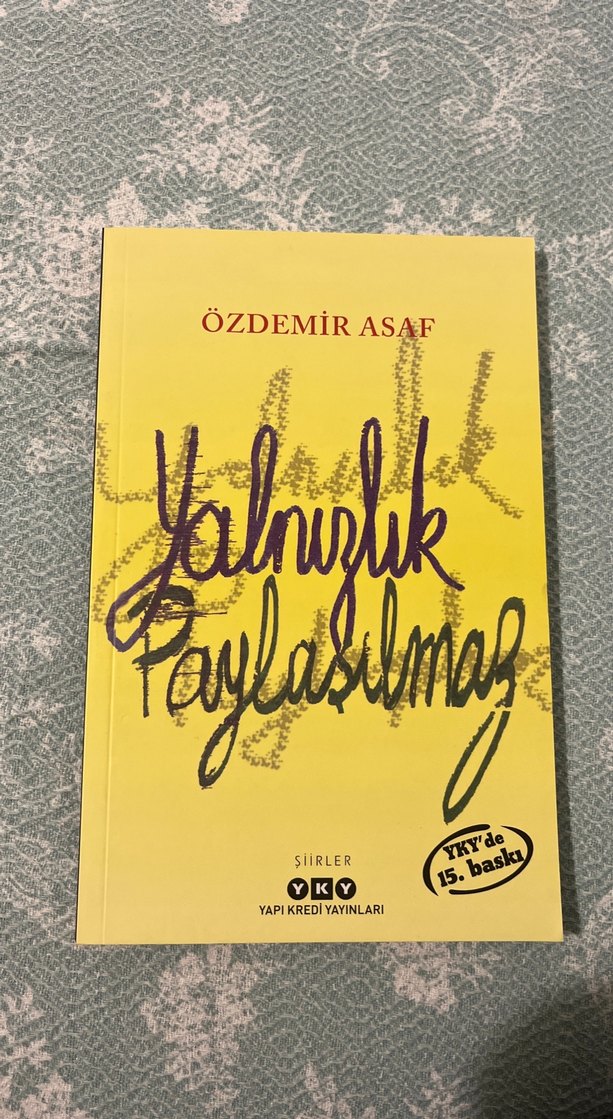 ÖZDEMİR ASAF
Yalnızlık
Paylaşılmaz
ŞİİRLER
YKY
YAPI KREDİ YAYINLARI
YKY'de
15. baskı